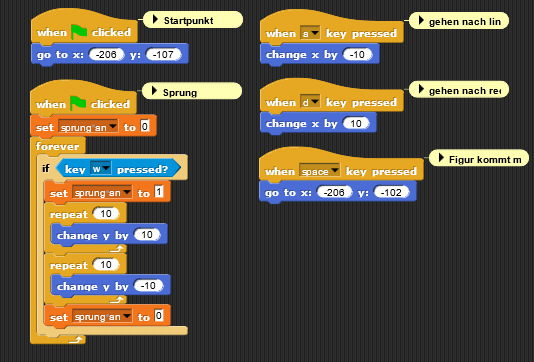 when clicked
Startpunkt
go to x: -206 y: -107
when clicked
Sprung
set sprung an to 0
forever
if key w pressed?
set sprung an to 1
repeat 10
change y by 10
repeat 10
change y by -10
set sprung an to 0
when a key pressed
gehen nach lin
change x by -10
when d key pressed
gehen nach rec
change x by 10
when space key pressed
Figur kommt m
go to x: -206 y: -102